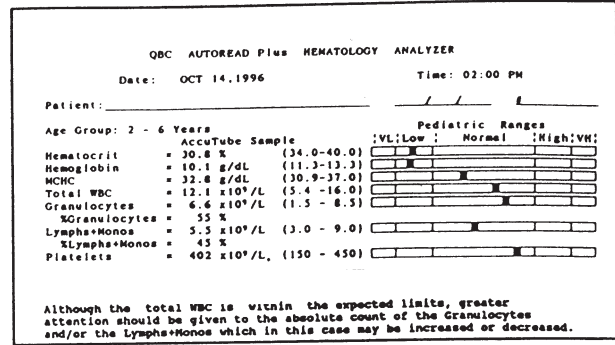 QBC AUTOREAD Plus HEMATOLOGY ANALYZER
Date: OCT 14,1996 Time: 02:00 PM
Patient:
Age Group: 2 - 6 Years Pediatric Ranges
AccuTube Sample VL Low Normal High VH
Hematocrit = 30.8 % (34.0-40.0)
Hemoglobin = 10.1 g/dL (11.3-13.3)
MCHC = 32.8 g/dL (30.9-37.0)
Total WBC = 12.1 x10⁹/L (5.4 -16.0)
Granulocytes = 6.6 x10⁹/L (1.5 - 8.5)
%Granulocytes = 55 %
Lymphs+Monos = 5.5 x10⁹/L (3.0 - 9.0)
%Lymphs+Monos = 45 %
Platelets = 402 x10⁹/L, (150 - 450)
Although the total WBC is within the expected limits, greater
attention should be given to the absolute count of the Granulocytes
and/or the Lymphs+Monos which in this case may be increased or decreased.